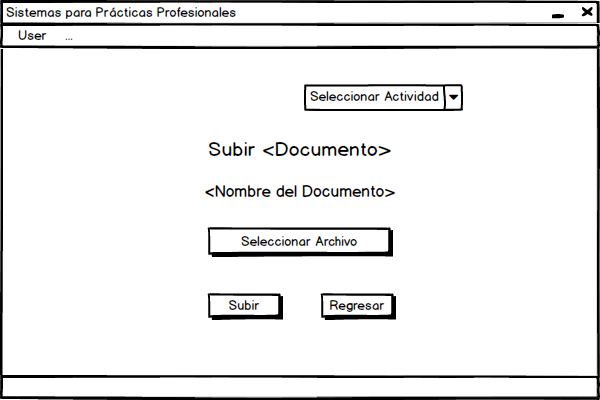 Sistemas para Prácticas Profesionales
User ...
Seleccionar Actividad
Subir <Documento>
<Nombre del Documento>
Seleccionar Archivo
Subir Regresar